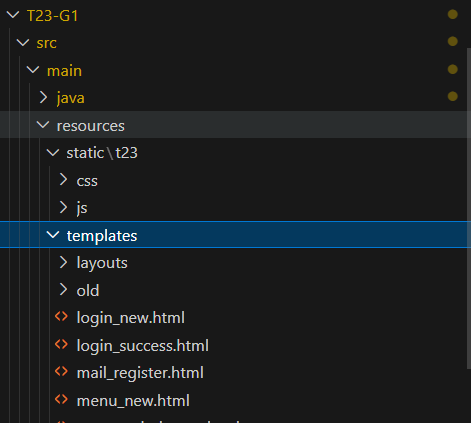 T23-G1
src
main
java
resources
static\t23
css
js
templates
layouts
old
login_new.html
login_success.html
mail_register.html
menu_new.html